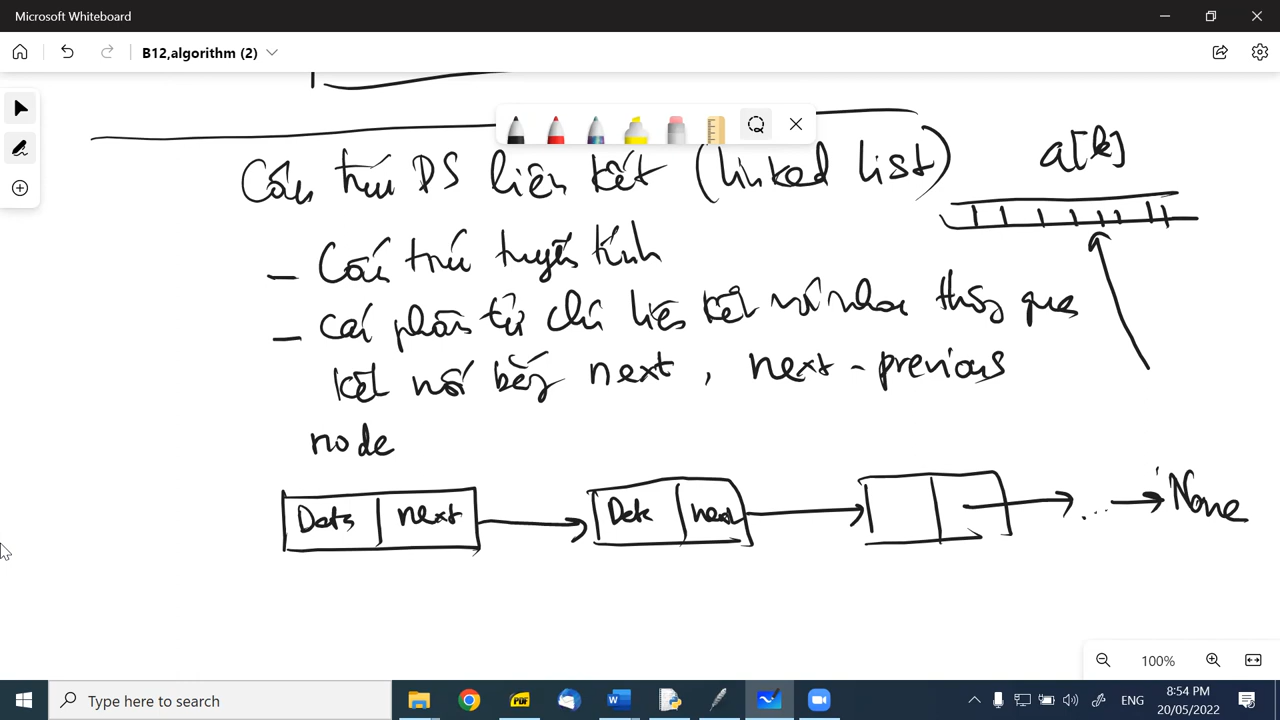 Microsoft Whiteboard
B12,algorithm (2)
Cấu trúc DS liên kết (linked list)
a[k]
- Cấu trúc tuyến tính
- các phần tử chỉ liên kết với nhau thông qua
kết nối bằng next, next - previous
node
Data next Data next ... None
100%
Type here to search
ENG
8:54 PM
20/05/2022